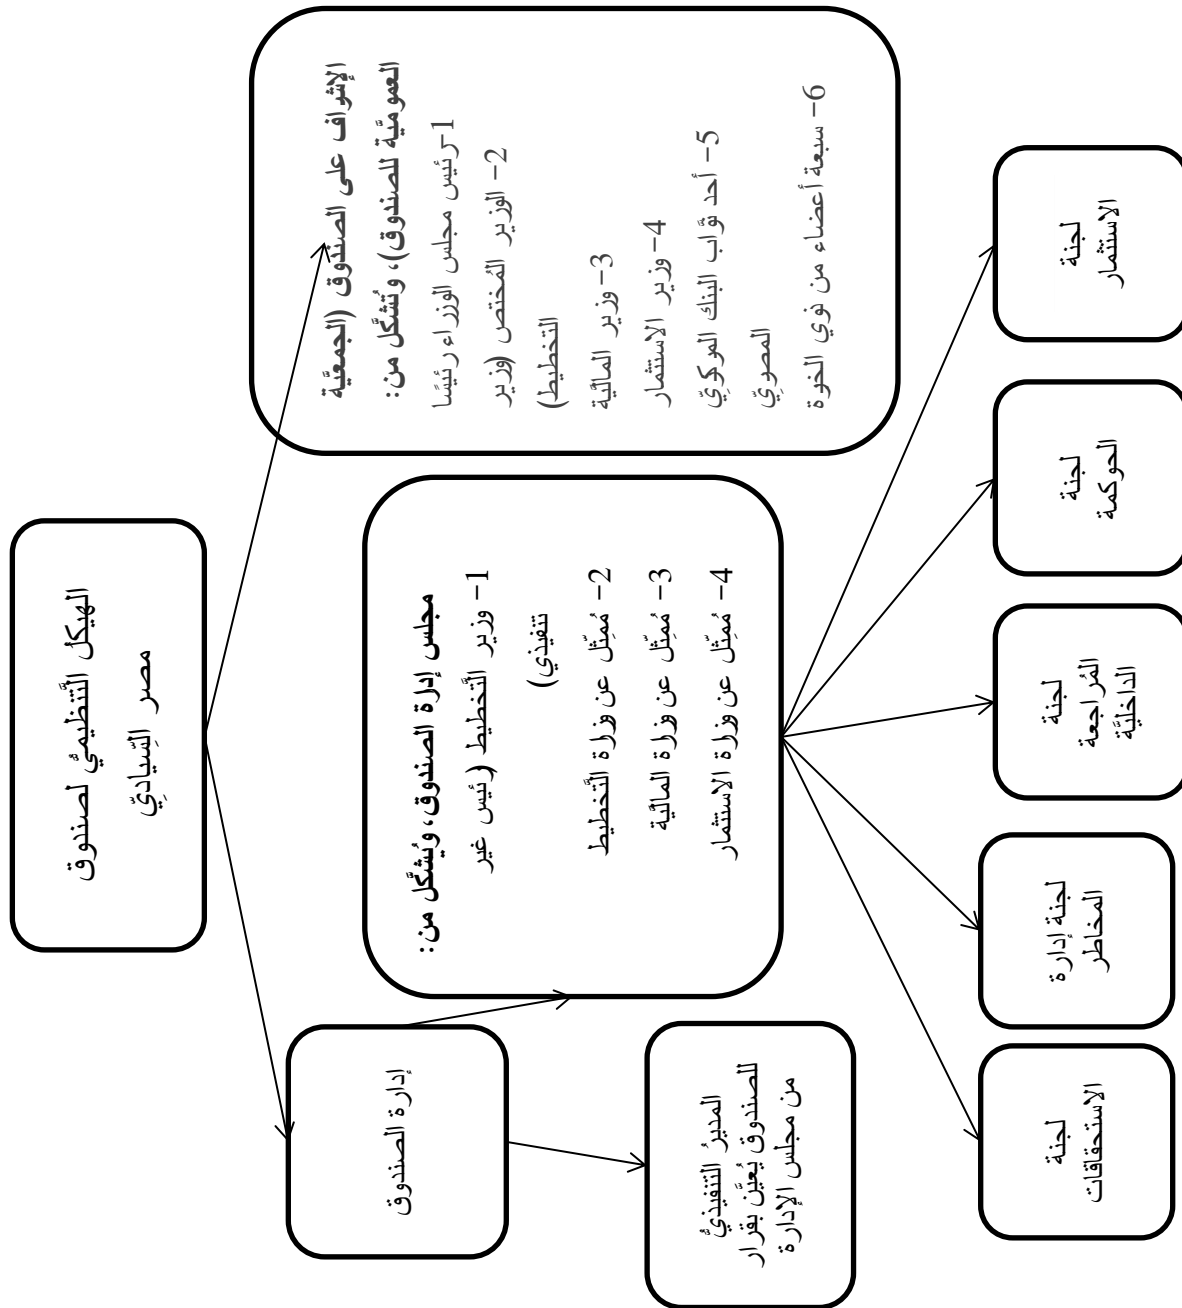 الهيكل التَّنظيميُّ لصندوق
مصر السِّياديِّ
الإشراف على الصندوق (الجمعيَّة
العموميَّة للصندوق)، وتُشكَّل من:
1-رئيس مجلس الوزراء رئيسًا
2- الوزير المُختص (وزير
التخطيط)
3-وزير الماليَّة
4-وزير الاستثمار
5- أحد نوَّاب البنك المركزيِّ
المصريِّ
6- سبعة أعضاء من ذوي الخبرة
إدارة الصندوق
مجلس إدارة الصندوق، ويُشكَّل من:
1- وزير التَّخطيط (رئيس غير
تنفيذي)
2- مُمثِّل عن وزارة التَّخطيط
3- مُمثِّل عن وزارة الماليَّة
4- مُمثِّل عن وزارة الاستثمار
المديرُ التنفيذيُّ
للصندوق يُعيَّن بقرار
من مجلس الإدارة
لجنة
الاستثمار
لجنة
الحوكمة
لجنة
المُراجعة
الداخليَّة
لجنة إدارة
المخاطر
لجنة
الاستحقاقات